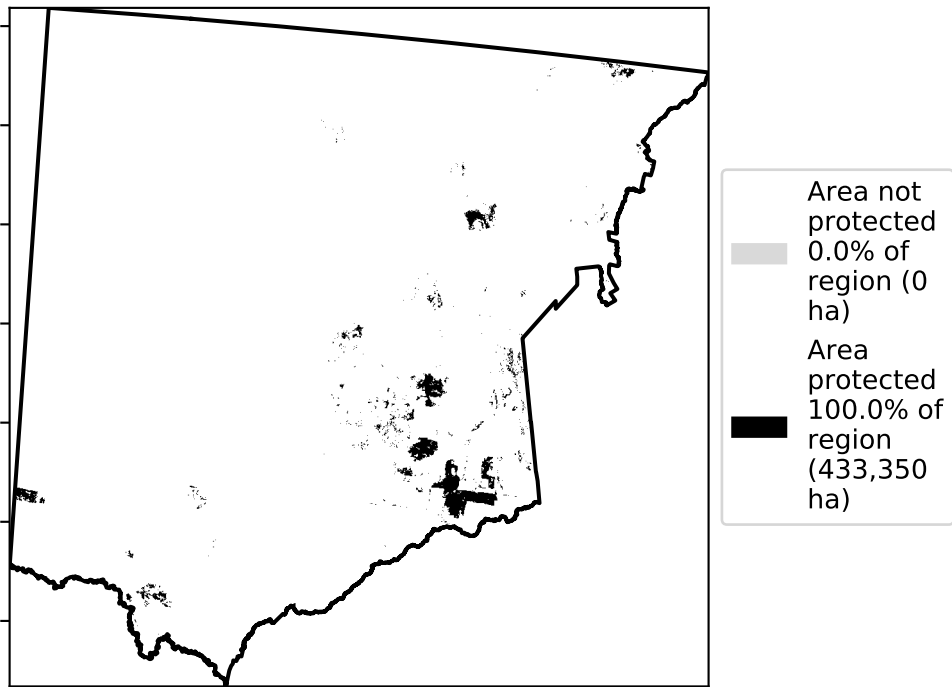 Area not
protected
0.0% of
region (0
ha)
Area
protected
100.0% of
region
(433,350
ha)